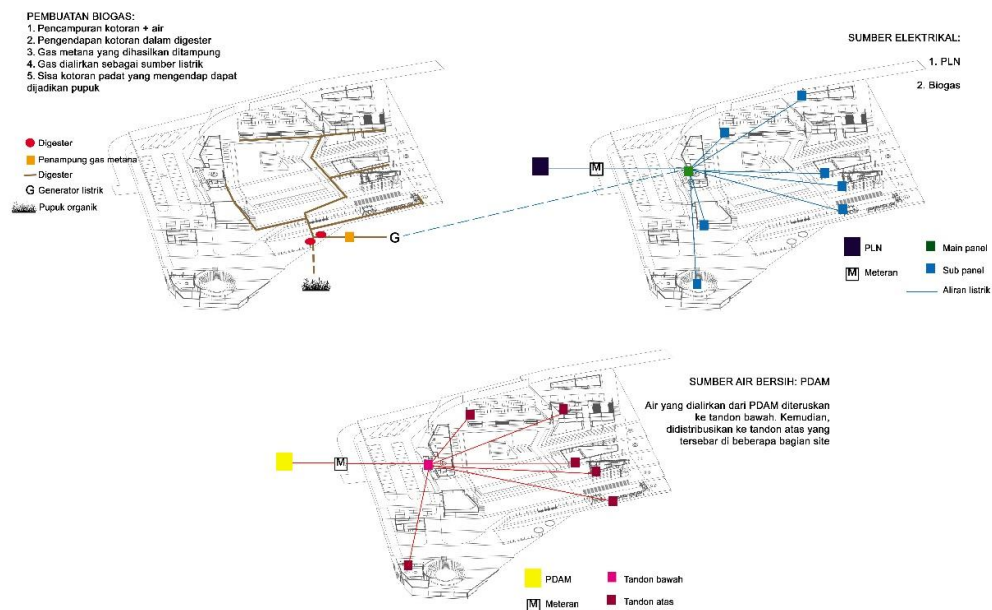 PEMBUATAN BIOGAS:
1. Pencampuran kotoran + air
2. Pengendapan kotoran dalam digester
3. Gas metana yang dihasilkan ditampung
4. Gas dialirkan sebagai sumber listrik
5. Sisa kotoran padat yang mengendap dapat
dijadikan pupuk
Digester
Penampung gas metana
Digester
G Generator listrik
Pupuk organik
G
SUMBER ELEKTRIKAL:
1. PLN
2. Biogas
M
PLN
M Meteran
Main panel
Sub panel
Aliran listrik
SUMBER AIR BERSIH: PDAM
Air yang dialirkan dari PDAM diteruskan
ke tandon bawah. Kemudian,
didistribusikan ke tandon atas yang
tersebar di beberapa bagian site
M
PDAM
M Meteran
Tandon bawah
Tandon atas